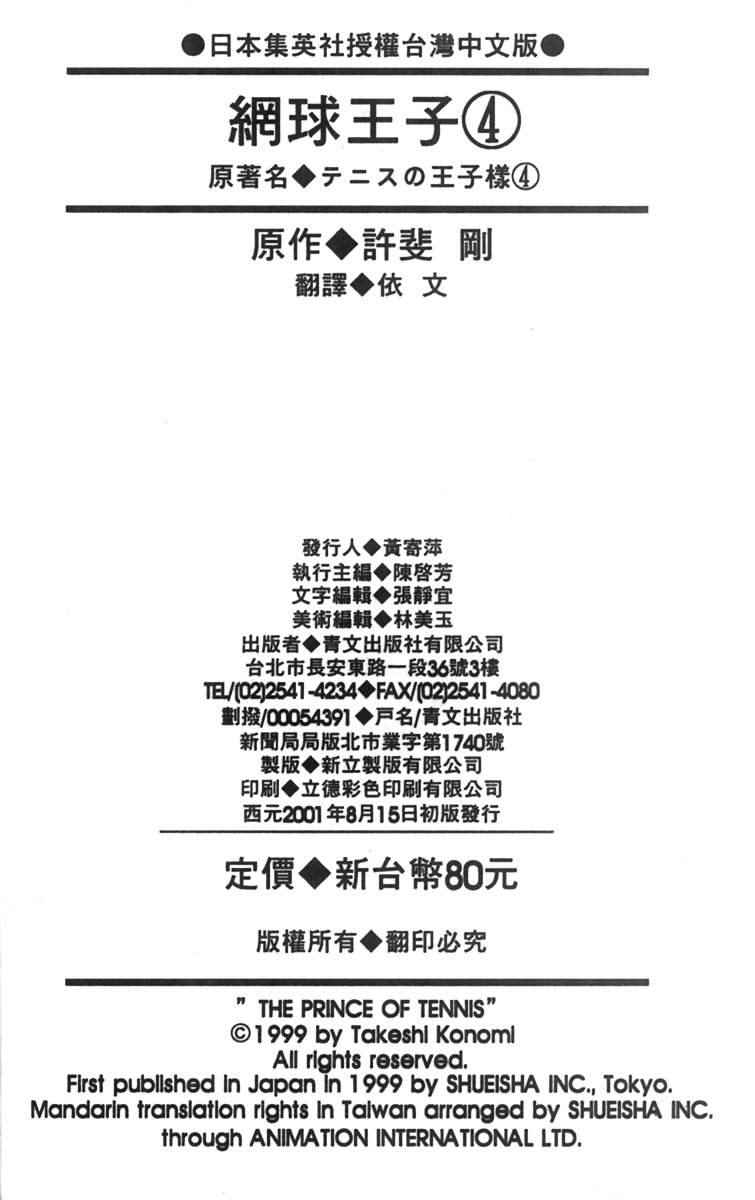 ●日本集英社授權台灣中文版●
網球王子④
原著名◆テニスの王子樣④
原作◆許斐 剛
翻譯◆依 文
發行人◆黃寄萍
執行主編◆陳啓芳
文字編輯◆張靜宜
美術編輯◆林美玉
出版者◆青文出版社有限公司
台北市長安東路一段36號3樓
TEL/(02)2541-4234◆FAX/(02)2541-4080
劃撥/00054391◆戸名/青文出版社
新聞局局版北市業字第1740號
製版◆新立製版有限公司
印刷◆立德彩色印刷有限公司
西元2001年8月15日初版發行
定價◆新台幣80元
版權所有◆翻印必究
" THE PRINCE OF TENNIS"
©1999 by Takeshi Konomi
All rights reserved.
First published in Japan in 1999 by SHUEISHA INC., Tokyo.
Mandarin translation rights in Taiwan arranged by SHUEISHA INC.
through ANIMATION INTERNATIONAL LTD.